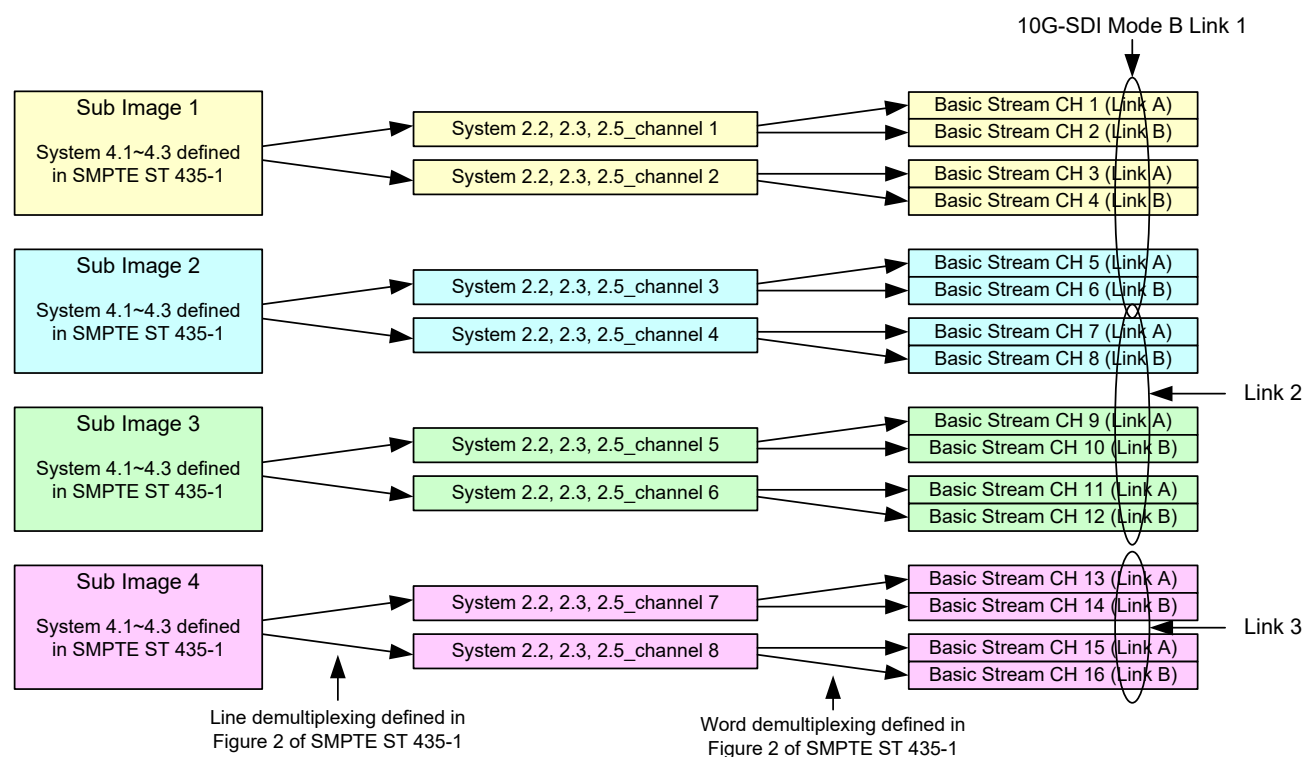 10G-SDI Mode B Link 1
Sub Image 1
System 4.1~4.3 defined
in SMPTE ST 435-1
System 2.2, 2.3, 2.5_channel 1
System 2.2, 2.3, 2.5_channel 2
Basic Stream CH 1 (Link A)
Basic Stream CH 2 (Link B)
Basic Stream CH 3 (Link A)
Basic Stream CH 4 (Link B)
Sub Image 2
System 4.1~4.3 defined
in SMPTE ST 435-1
System 2.2, 2.3, 2.5_channel 3
System 2.2, 2.3, 2.5_channel 4
Basic Stream CH 5 (Link A)
Basic Stream CH 6 (Link B)
Basic Stream CH 7 (Link A)
Basic Stream CH 8 (Link B)
Link 2
Sub Image 3
System 4.1~4.3 defined
in SMPTE ST 435-1
System 2.2, 2.3, 2.5_channel 5
System 2.2, 2.3, 2.5_channel 6
Basic Stream CH 9 (Link A)
Basic Stream CH 10 (Link B)
Basic Stream CH 11 (Link A)
Basic Stream CH 12 (Link B)
Sub Image 4
System 4.1~4.3 defined
in SMPTE ST 435-1
System 2.2, 2.3, 2.5_channel 7
System 2.2, 2.3, 2.5_channel 8
Basic Stream CH 13 (Link A)
Basic Stream CH 14 (Link B)
Basic Stream CH 15 (Link A)
Basic Stream CH 16 (Link B)
Link 3
Line demultiplexing defined in
Figure 2 of SMPTE ST 435-1
Word demultiplexing defined in
Figure 2 of SMPTE ST 435-1